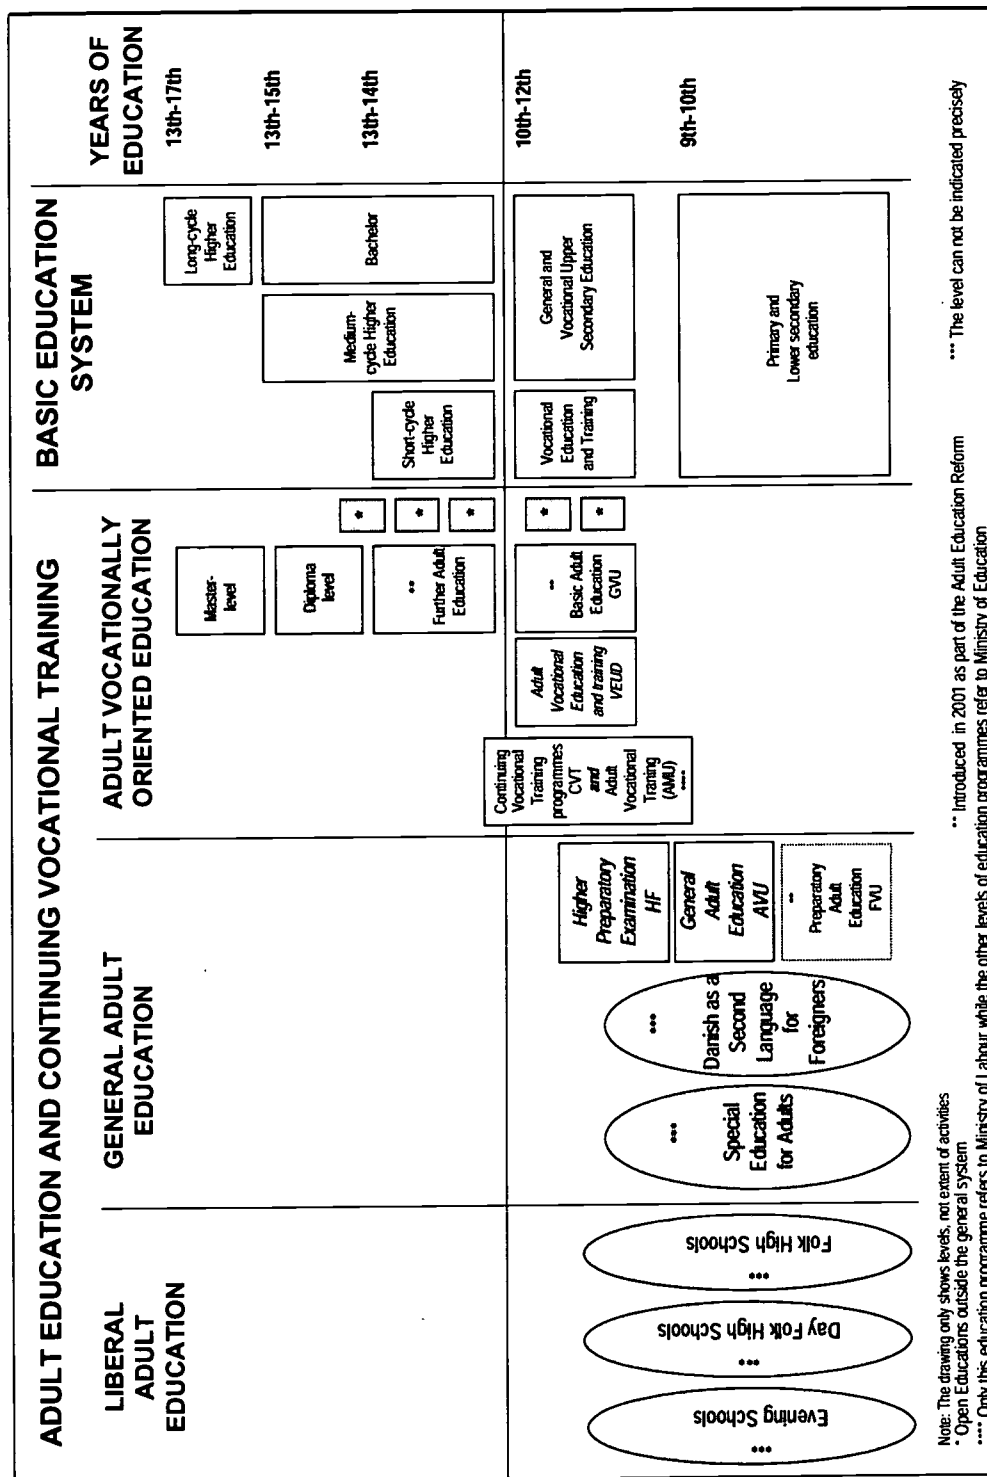 ADULT EDUCATION AND CONTINUING VOCATIONAL TRAINING
BASIC EDUCATION
SYSTEM
YEARS OF
EDUCATION
LIBERAL
ADULT
EDUCATION
GENERAL ADULT
EDUCATION
ADULT VOCATIONALLY
ORIENTED EDUCATION
Master-
level
Diploma
level
**
Further Adult
Education
*
*
*
Long-cycle
Higher
Education
Medium-
cycle Higher
Education
Bachelor
Short-cycle
Higher
Education
13th-17th
13th-15th
13th-14th
***
Evening Schools
***
Day Folk High Schools
***
Folk High Schools
***
Special
Education
for Adults
***
Danish as a
Second
Language
for
Foreigners
Higher
Preparatory
Examination
HF
General
Adult
Education
AVU
**
Preparatory
Adult
Education
FVU
Continuing
Vocational
Training
programmes
CVT
and
Adult
Vocational
Traning
(AMU)
****
Adult
Vocational
Education
and training
VEUD
**
Basic Adult
Education
GVU
*
*
Vocational
Education
and Training
General and
Vocational Upper
Secondary Education
Primary and
Lower secondary
education
10th-12th
9th-10th
Note: The drawing only shows levels, not extent of activities
* Open Educations outside the general system
** Introduced in 2001 as part of the Adult Education Reform
*** The level can not be indicated precisely
**** Only this education programme refers to Ministry of Labour while the other levels of education programmes refer to Ministry of Education